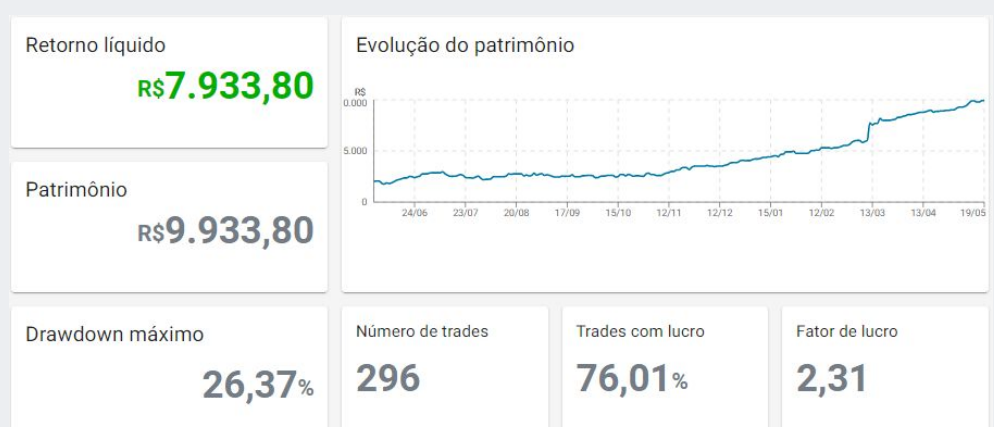 Retorno líquido
R$7.933,80
Patrimônio
R$9.933,80
Evolução do patrimônio
R$
0.000
5.000
0
24/06 23/07 20/08 17/09 15/10 12/11 12/12 15/01 12/02 13/03 13/04 19/05
Drawdown máximo
26,37%
Número de trades
296
Trades com lucro
76,01%
Fator de lucro
2,31